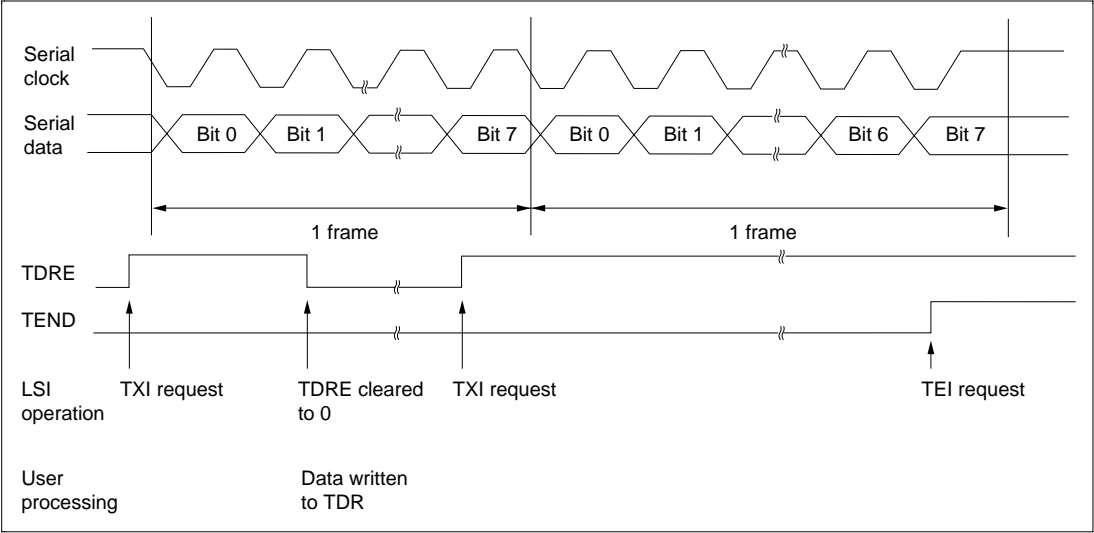 Serial
clock
Serial
data
Bit 0
Bit 1
Bit 7
Bit 0
Bit 1
Bit 6
Bit 7
1 frame
1 frame
TDRE
TEND
LSI
operation
TXI request
TDRE cleared
to 0
TXI request
TEI request
User
processing
Data written
to TDR